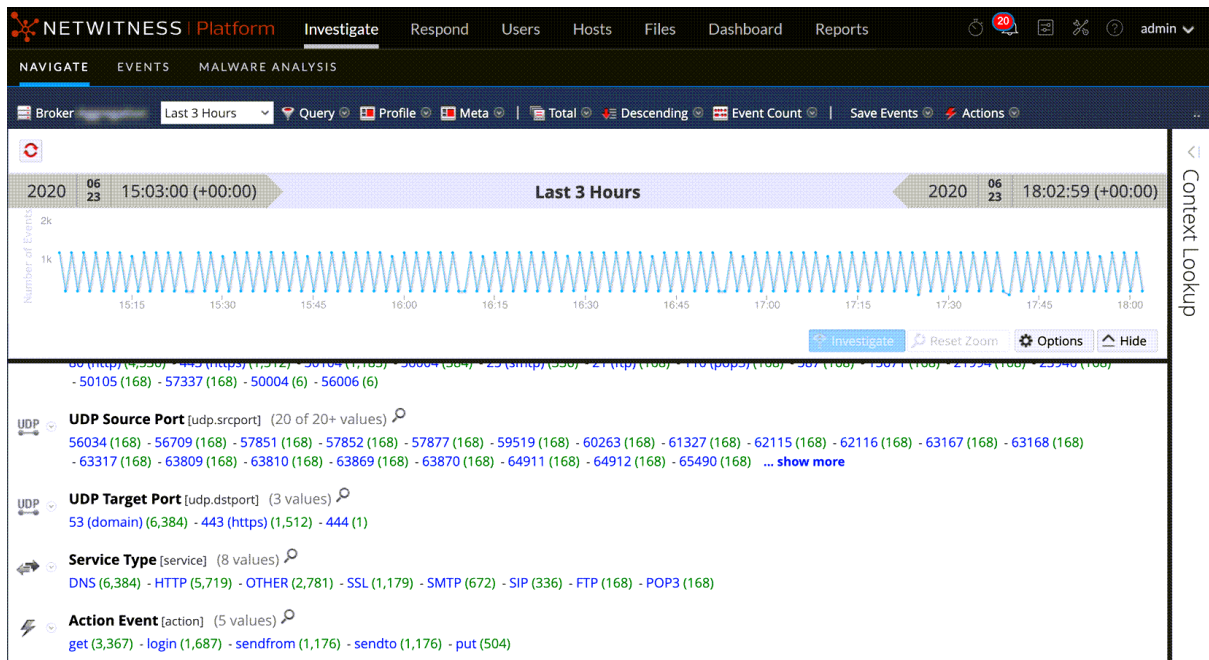 NETWITNESS | Platform Investigate Respond Users Hosts Files Dashboard Reports 20 admin
NAVIGATE EVENTS MALWARE ANALYSIS
Broker Last 3 Hours Query Profile Meta | Total Descending Event Count | Save Events Actions ..
2020 06 23 15:03:00 (+00:00) Last 3 Hours 2020 06 23 18:02:59 (+00:00)
Context Lookup
Number of Events
2k
1k
15:15 15:30 15:45 16:00 16:15 16:30 16:45 17:00 17:15 17:30 17:45 18:00
Investigate Reset Zoom Options Hide
- 50105 (168) - 57337 (168) - 50004 (6) - 56006 (6)
UDP UDP Source Port [udp.srcport] (20 of 20+ values)
56034 (168) - 56709 (168) - 57851 (168) - 57852 (168) - 57877 (168) - 59519 (168) - 60263 (168) - 61327 (168) - 62115 (168) - 62116 (168) - 63167 (168) - 63168 (168)
- 63317 (168) - 63809 (168) - 63810 (168) - 63869 (168) - 63870 (168) - 64911 (168) - 64912 (168) - 65490 (168) ... show more
UDP UDP Target Port [udp.dstport] (3 values)
53 (domain) (6,384) - 443 (https) (1,512) - 444 (1)
Service Type [service] (8 values)
DNS (6,384) - HTTP (5,719) - OTHER (2,781) - SSL (1,179) - SMTP (672) - SIP (336) - FTP (168) - POP3 (168)
Action Event [action] (5 values)
get (3,367) - login (1,687) - sendfrom (1,176) - sendto (1,176) - put (504)